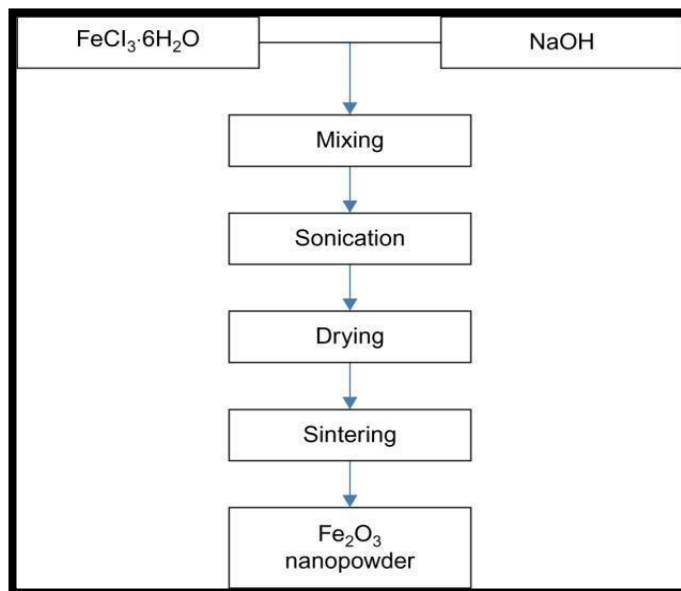 FeCl₃·6H₂O
NaOH
Mixing
Sonication
Drying
Sintering
Fe₂O₃
nanopowder